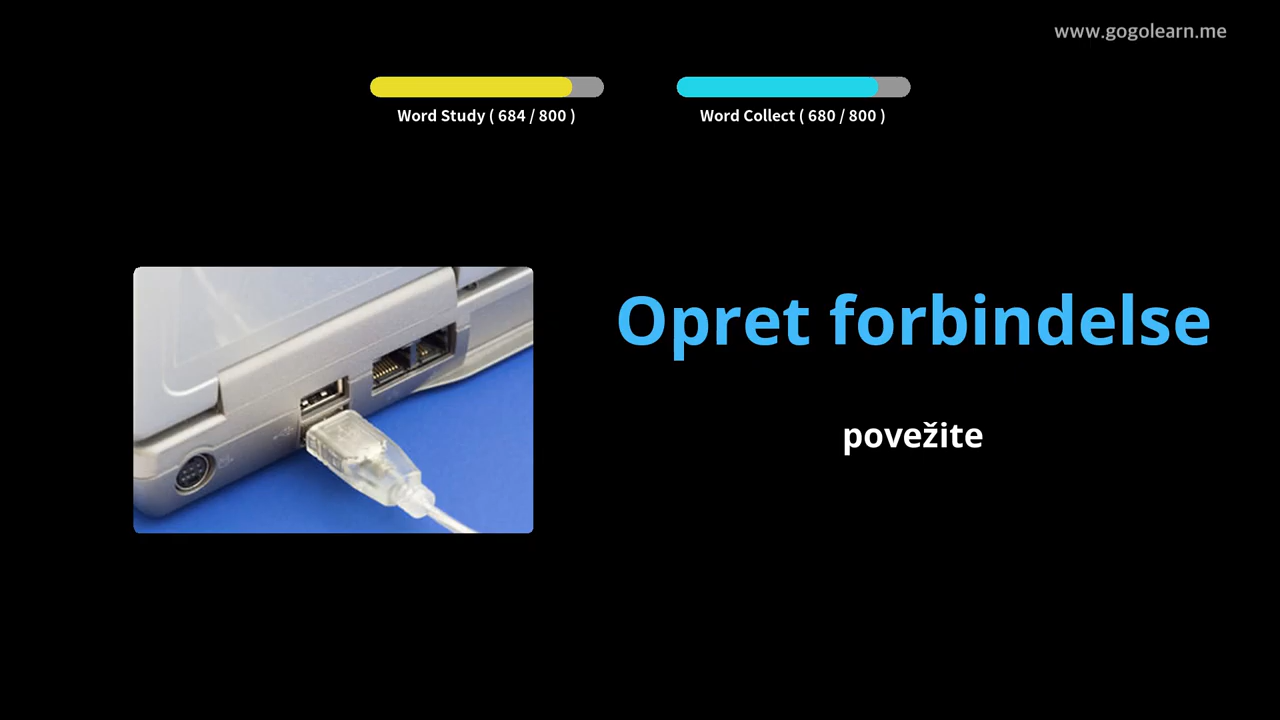 www.gogolearn.me
Word Study ( 684 / 800 )
Word Collect ( 680 / 800 )
Opret forbindelse
povežite